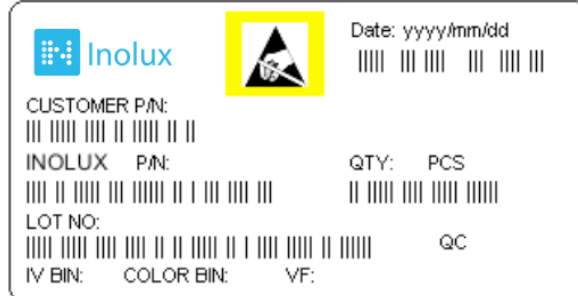 Inolux
Date: yyyy/mm/dd
CUSTOMER P/N:
INOLUX P/N: QTY: PCS
LOT NO:
QC
IV BIN: COLOR BIN: VF: